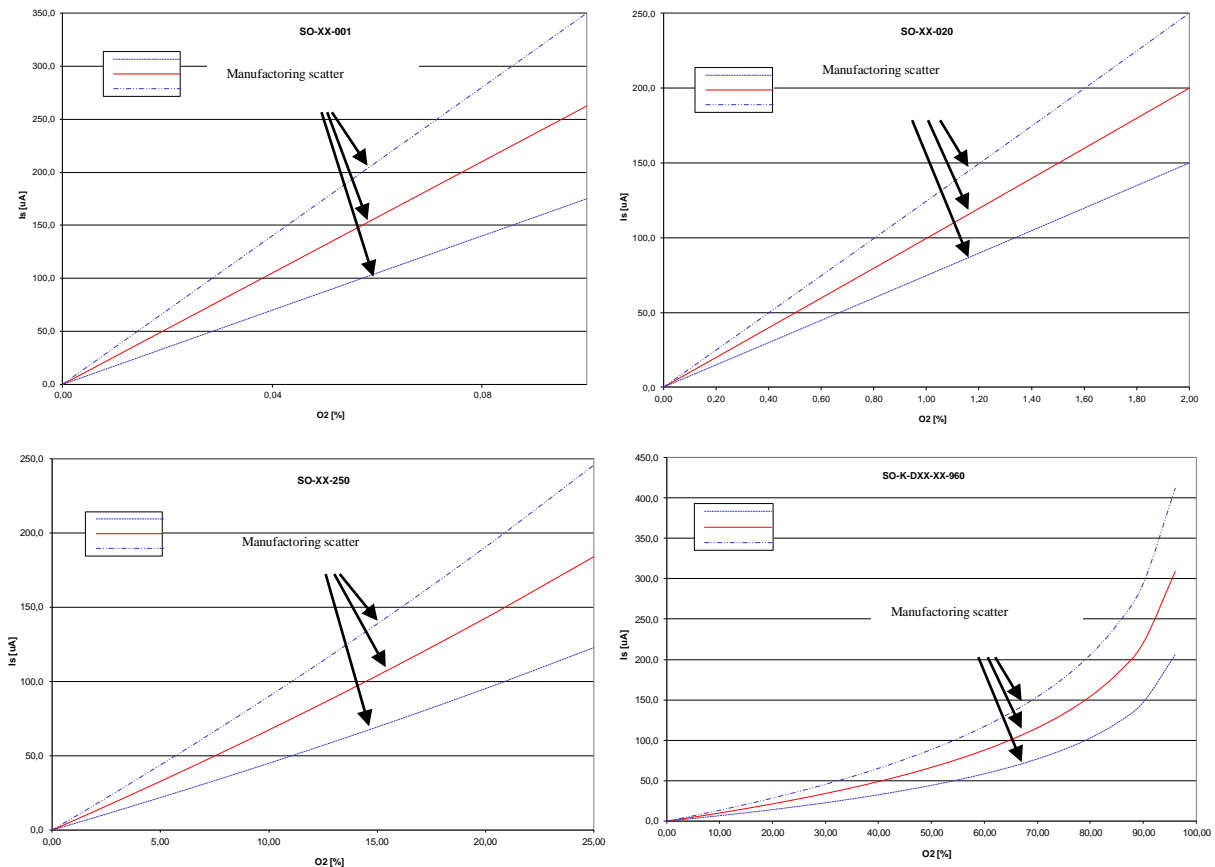 SO-XX-001
Manufactoring scatter
350,0
300,0
250,0
200,0
150,0
100,0
50,0
0,0
Is [uA]
0,00 0,04 0,08
O2 [%]
SO-XX-020
Manufactoring scatter
250,0
200,0
150,0
100,0
50,0
0,0
Is [uA]
0,00 0,20 0,40 0,60 0,80 1,00 1,20 1,40 1,60 1,80 2,00
O2 [%]
SO-XX-250
Manufactoring scatter
250,0
200,0
150,0
100,0
50,0
0,0
Is [uA]
0,00 5,00 10,00 15,00 20,00 25,00
O2 [%]
SO-K-DXX-XX-960
Manufactoring scatter
450,0
400,0
350,0
300,0
250,0
200,0
150,0
100,0
50,0
0,0
Is [uA]
0,00 10,00 20,00 30,00 40,00 50,00 60,00 70,00 80,00 90,00 100,00
O2 [%]